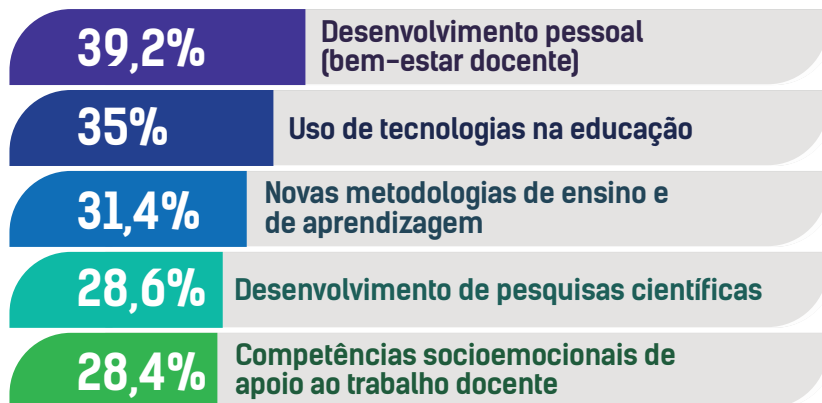 39,2%
Desenvolvimento pessoal
(bem-estar docente)
35%
Uso de tecnologias na educação
31,4%
Novas metodologias de ensino e
de aprendizagem
28,6%
Desenvolvimento de pesquisas científicas
28,4%
Competências socioemocionais de
apoio ao trabalho docente